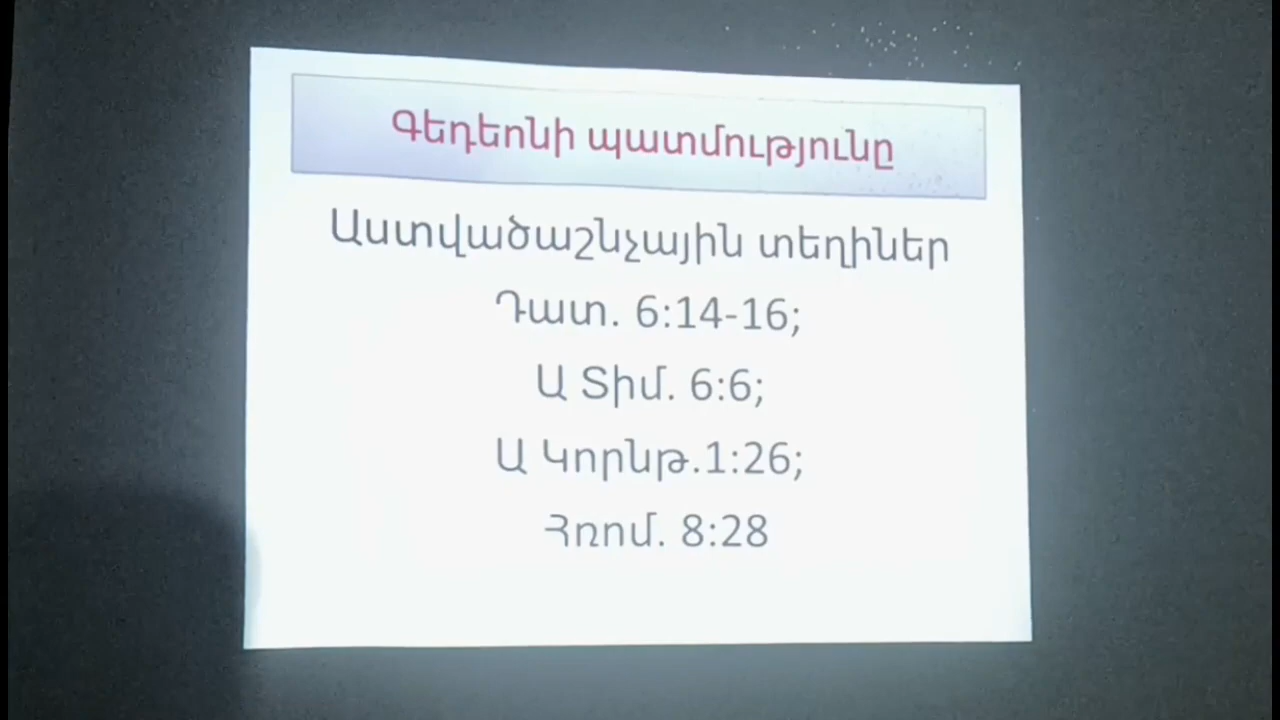 Գեդեոնի պատմությունը
Աստվածաշնչային տեղիներ
Դատ. 6:14-16;
Ա Տիմ. 6:6;
Ա Կորնթ.1:26;
Հռոմ. 8:28